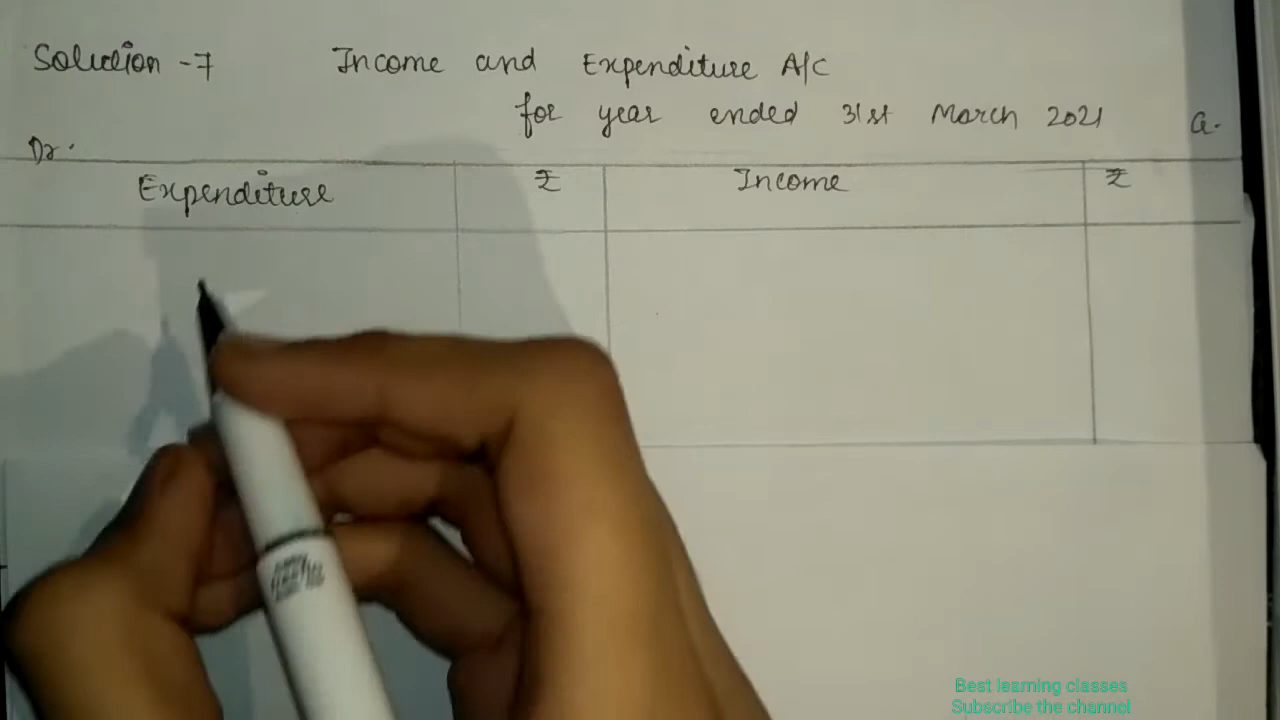 Solution -7 Income and Expenditure A/C
for year ended 31st March 2021
Dr. Cr.
Expenditure ₹ Income ₹
Best learning classes
Subscribe the channel